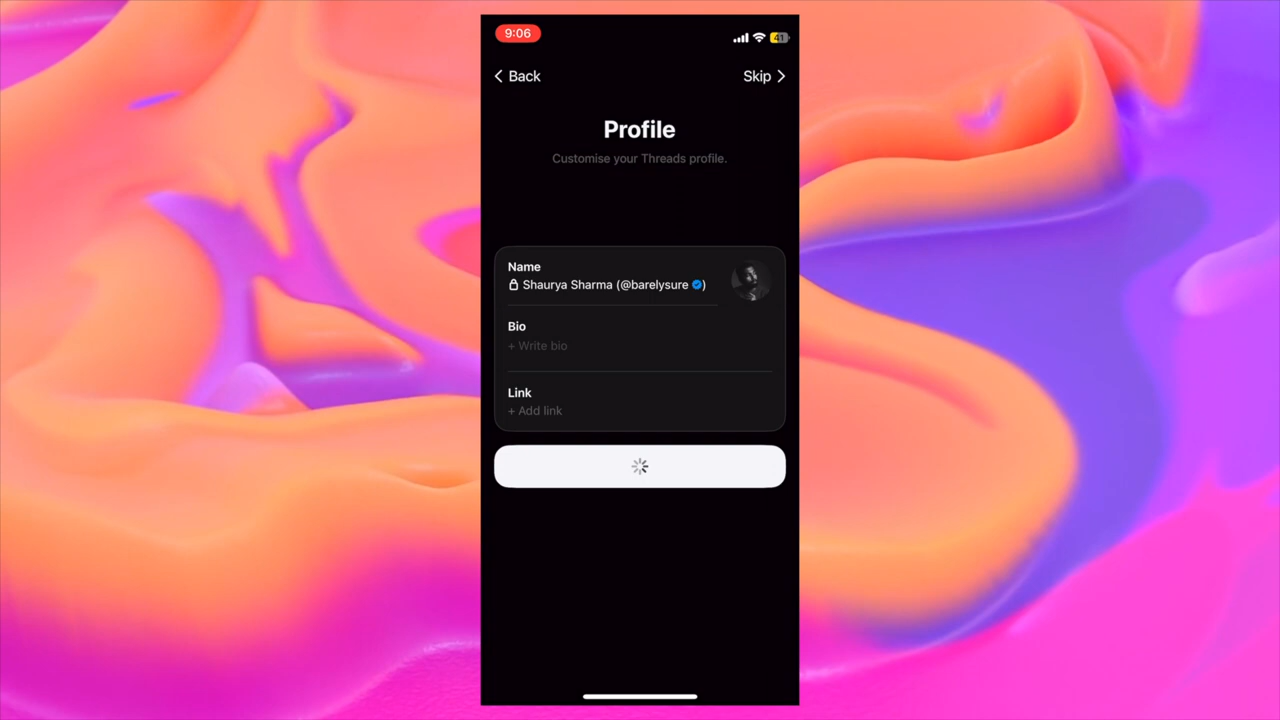 9:06
41
Back
Skip
Profile
Customise your Threads profile.
Name
Shaurya Sharma (@barelysure )
Bio
+ Write bio
Link
+ Add link